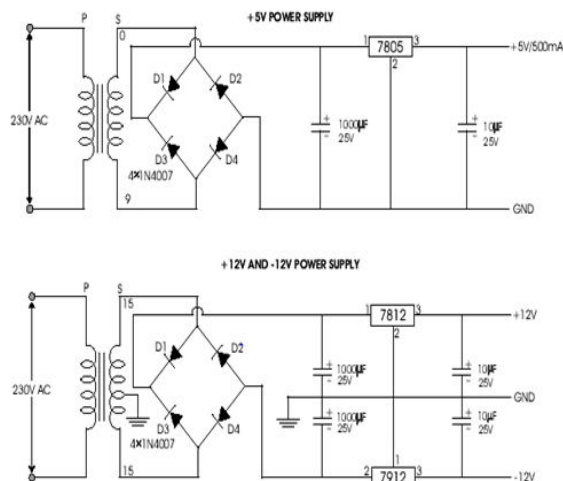 +5V POWER SUPPLY
P S
0
1 7805 3
+5V/500mA
2
D1 D2
230V AC
+
1000µF
25V
-
+
10µF
25V
-
D3 D4
4×1N4007
9
GND
+12V AND -12V POWER SUPPLY
P S
15
1 7812 3
+12V
2
D1 D2
+
1000µF
25V
-
+
10µF
25V
-
230V AC
GND
D3 D4
4×1N4007
+
1000µF
25V
-
+
10µF
25V
-
15
1
2 7912 3
-12V